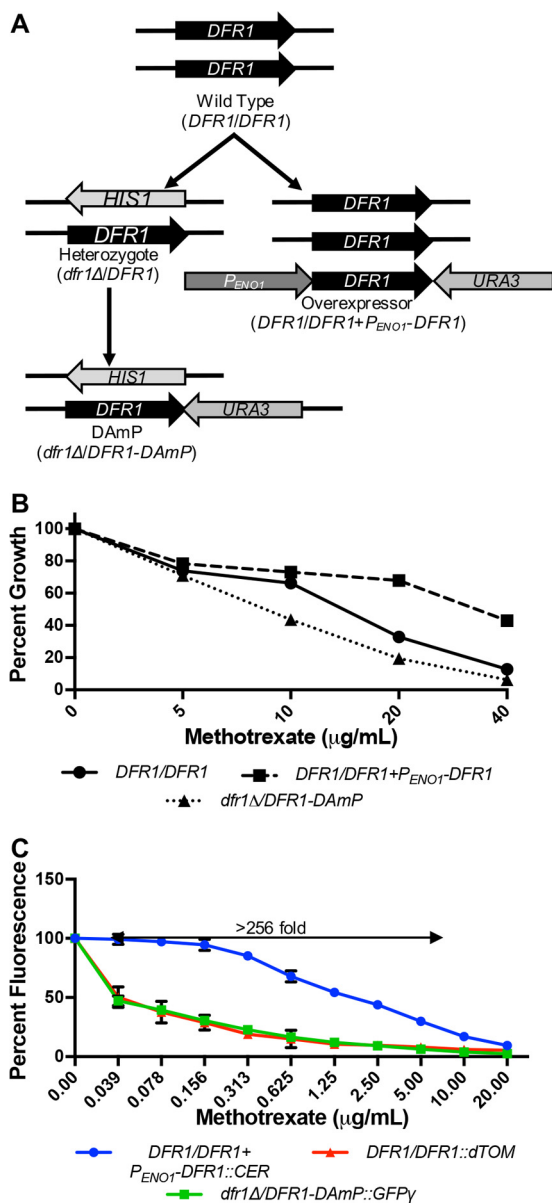 A
DFR1
DFR1
Wild Type
(DFR1/DFR1)
HIS1
DFR1
Heterozygote
(dfr1Δ/DFR1)
DFR1
DFR1
PENO1 DFR1 URA3
Overexpressor
(DFR1/DFR1+PENO1-DFR1)
HIS1
DFR1 URA3
DAmP
(dfr1Δ/DFR1-DAmP)
B
Percent Growth
100
80
60
40
20
0
0 5 10 20 40
Methotrexate (μg/mL)
DFR1/DFR1 DFR1/DFR1+PENO1-DFR1
dfr1Δ/DFR1-DAmP
C
Percent Fluorescence
150
100
50
0
>256 fold
0.00 0.039 0.078 0.156 0.313 0.625 1.25 2.50 5.00 10.00 20.00
Methotrexate (μg/mL)
DFR1/DFR1+
PENO1-DFR1::CER
DFR1/DFR1::dTOM
dfr1Δ/DFR1-DAmP::GFPγ